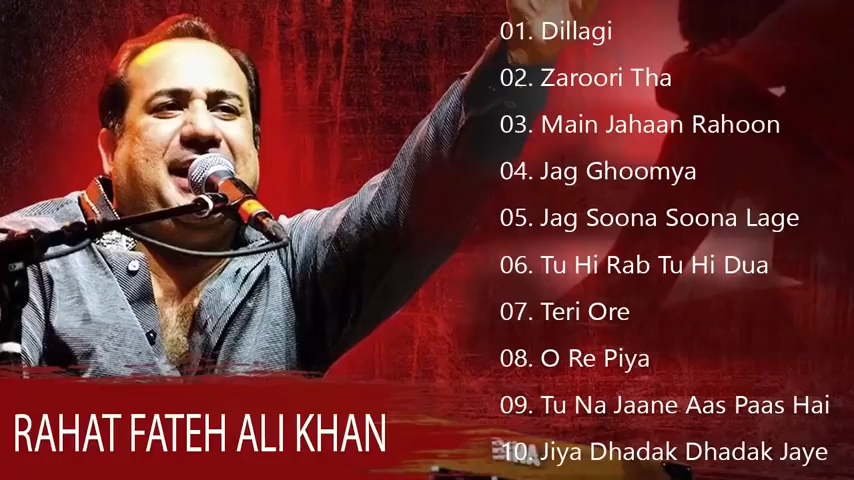 01. Dillagi
02. Zaroori Tha
03. Main Jahaan Rahoon
04. Jag Ghoomya
05. Jag Soona Soona Lage
06. Tu Hi Rab Tu Hi Dua
07. Teri Ore
08. O Re Piya
09. Tu Na Jaane Aas Paas Hai
10. Jiya Dhadak Dhadak Jaye
RAHAT FATEH ALI KHAN